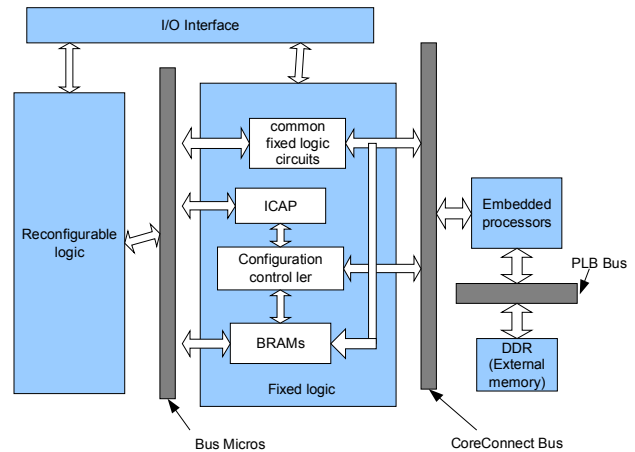 I/O Interface
common
fixed logic
circuits
ICAP
Embedded
processors
Reconfigurable
logic
Configuration
control ler
PLB Bus
BRAMs
DDR
(External
memory)
Fixed logic
Bus Micros
CoreConnect Bus